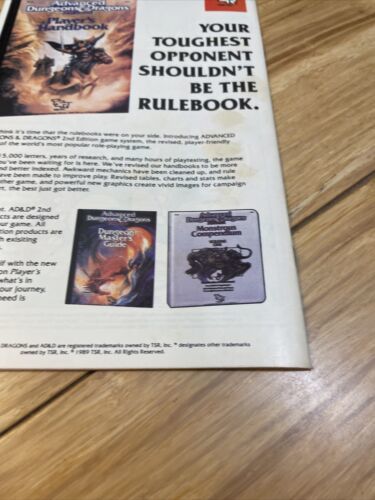 Advanced
Dungeons & Dragons
Player's
Handbook
YOUR
TOUGHEST
OPPONENT
SHOULDN'T
BE THE
RULEBOOK.
think it's time that the rulebooks were on your side. Introducing ADVANCED
ONS & DRAGONS® 2nd Edition game system, the revised, player-friendly
of the world's most popular role-playing game.
15,000 letters, years of research, and many hours of playtesting, the game
've been waiting for is here. We've revised our handbooks to be more
and better indexed. Awkward mechanics have been cleaned up, and rule
have been made to improve play. Revised tables, charts and stats make
entire game, and powerful new graphics create vivid images for campaign
t, the best just got better.
t. AD&D® 2nd
cts are designed
ur game. All
ition products are
h exisiting
lf with the new
on Player's
what's in
our journey,
need is
Advanced
Dungeons & Dragons
Dungeon
Master's
Guide
Advanced
Dungeons & Dragons
Monstrous
Compendium
DRAGONS and AD&D are registered trademarks owned by TSR, Inc. ™ designates other trademarks
owned by TSR, Inc. © 1989 TSR, Inc. All Rights Reserved.